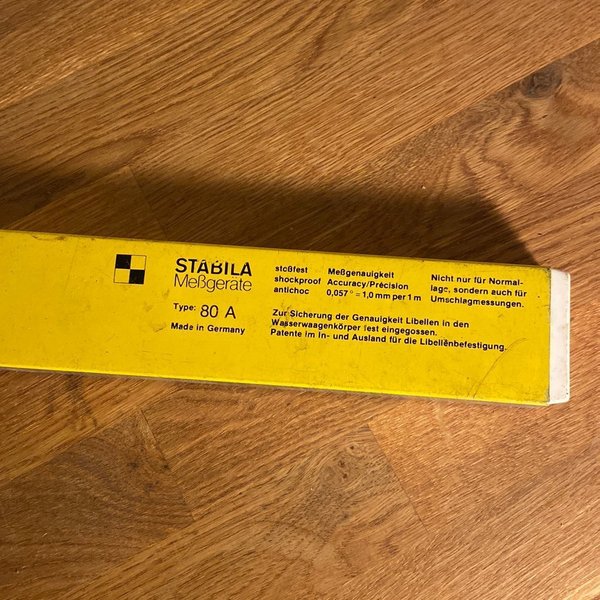 STABILA
Meßgeräte
Type: 80 A
Made in Germany
stoßfest
shockproof
antichoc
Meßgenauigkeit
Accuracy/Précision
0,057° = 1,0 mm per 1 m
Nicht nur für Normal-
lage, sondern auch für
Umschlagmessungen.
Zur Sicherung der Genauigkeit Libellen in den
Wasserwaagenkörper fest eingegossen.
Patente im In- und Ausland für die Libellenbefestigung.